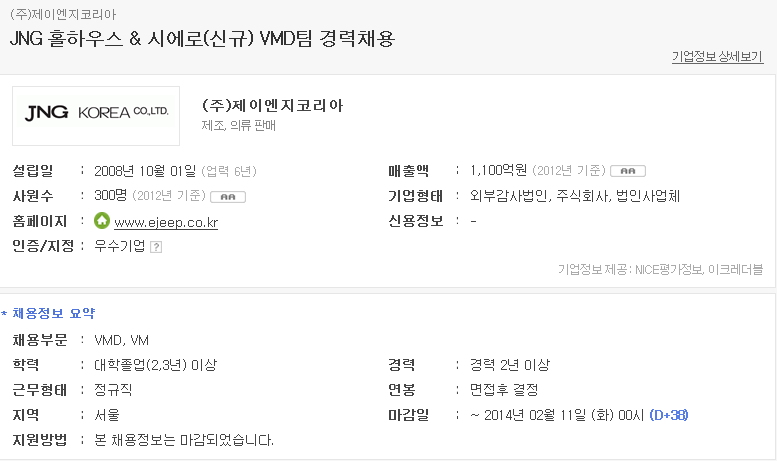 (주)제이엔지코리아
JNG 홀하우스 & 시에로(신규) VMD팀 경력채용
기업정보 상세보기
JNG KOREA CO.,LTD.
(주)제이엔지코리아
제조, 의류 판매
설립일 : 2008년 10월 01일 (업력 6년) 매출액 : 1,100억원 (2012년 기준) AA
사원수 : 300명 (2012년 기준) AA 기업형태 : 외부감사법인, 주식회사, 법인사업체
홈페이지 : www.ejeep.co.kr 신용정보 : -
인증/지정 : 우수기업 ?
기업정보 제공 : NICE평가정보, 이크레더블
* 채용정보 요약
채용부문 : VMD, VM
학력 : 대학졸업(2,3년) 이상 경력 : 경력 2년 이상
근무형태 : 정규직 연봉 : 면접후 결정
지역 : 서울 마감일 : ~ 2014년 02월 11일 (화) 00시 (D+38)
지원방법 : 본 채용정보는 마감되었습니다.